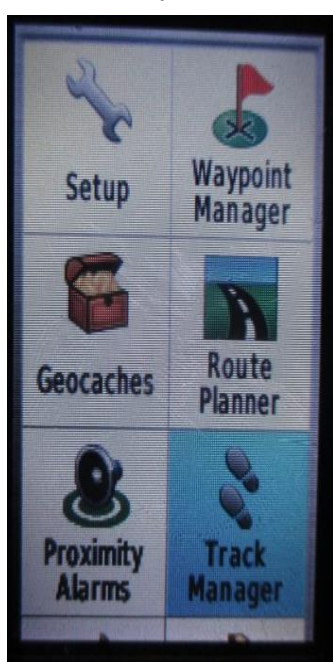 Setup
Waypoint
Manager
Geocaches
Route
Planner
Proximity
Alarms
Track
Manager